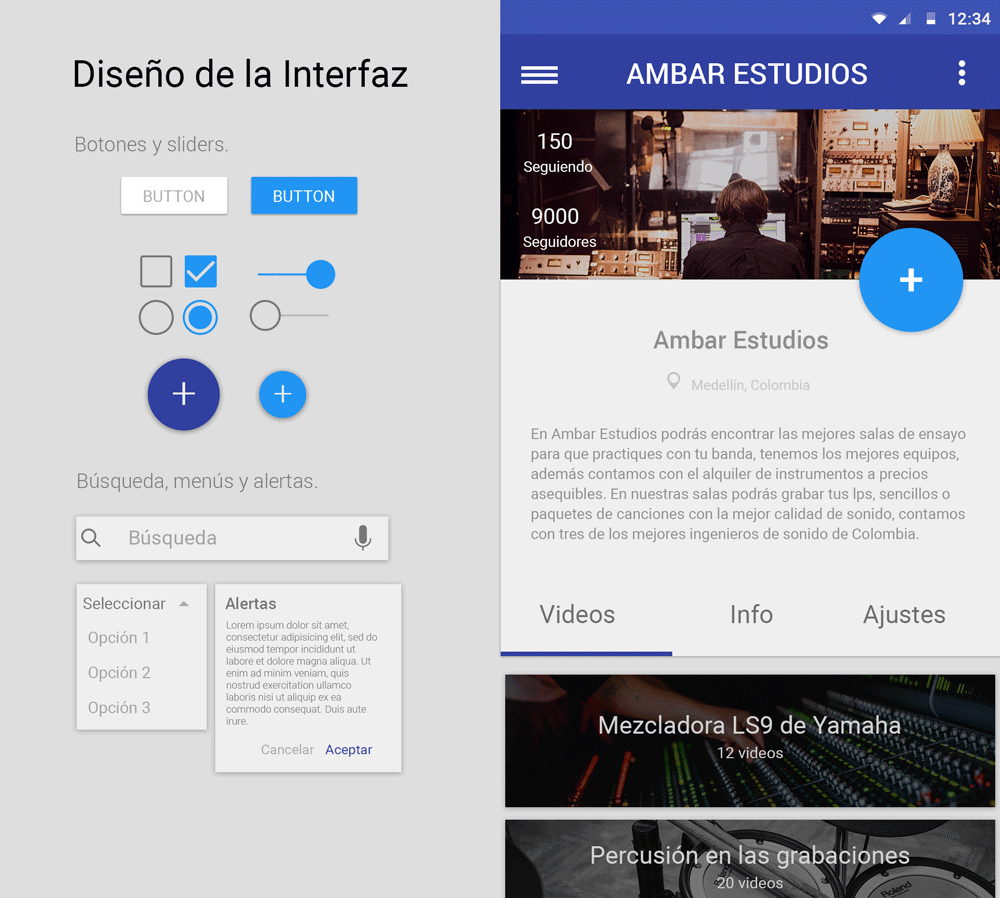 Diseño de la Interfaz
Botones y sliders.
BUTTON
BUTTON
Búsqueda, menús y alertas.
Búsqueda
Seleccionar
Opción 1
Opción 2
Opción 3
Alertas
Lorem ipsum dolor sit amet,
consectetur adipisicing elit, sed do
eiusmod tempor incididunt ut
labore et dolore magna aliqua. Ut
enim ad minim veniam, quis
nostrud exercitation ullamco
laboris nisi ut aliquip ex ea
commodo consequat. Duis aute
irure.
Cancelar
Aceptar
12:34
AMBAR ESTUDIOS
150
Seguiendo
9000
Seguidores
Ambar Estudios
Medellín, Colombia
En Ambar Estudios podrás encontrar las mejores salas de ensayo
para que practiques con tu banda, tenemos los mejores equipos,
además contamos con el alquiler de instrumentos a precios
asequibles. En nuestras salas podrás grabar tus lps, sencillos o
paquetes de canciones con la mejor calidad de sonido, contamos
con tres de los mejores ingenieros de sonido de Colombia.
Videos
Info
Ajustes
Mezcladora LS9 de Yamaha
12 videos
Percusión en las grabaciones
20 videos
Roland
Roland